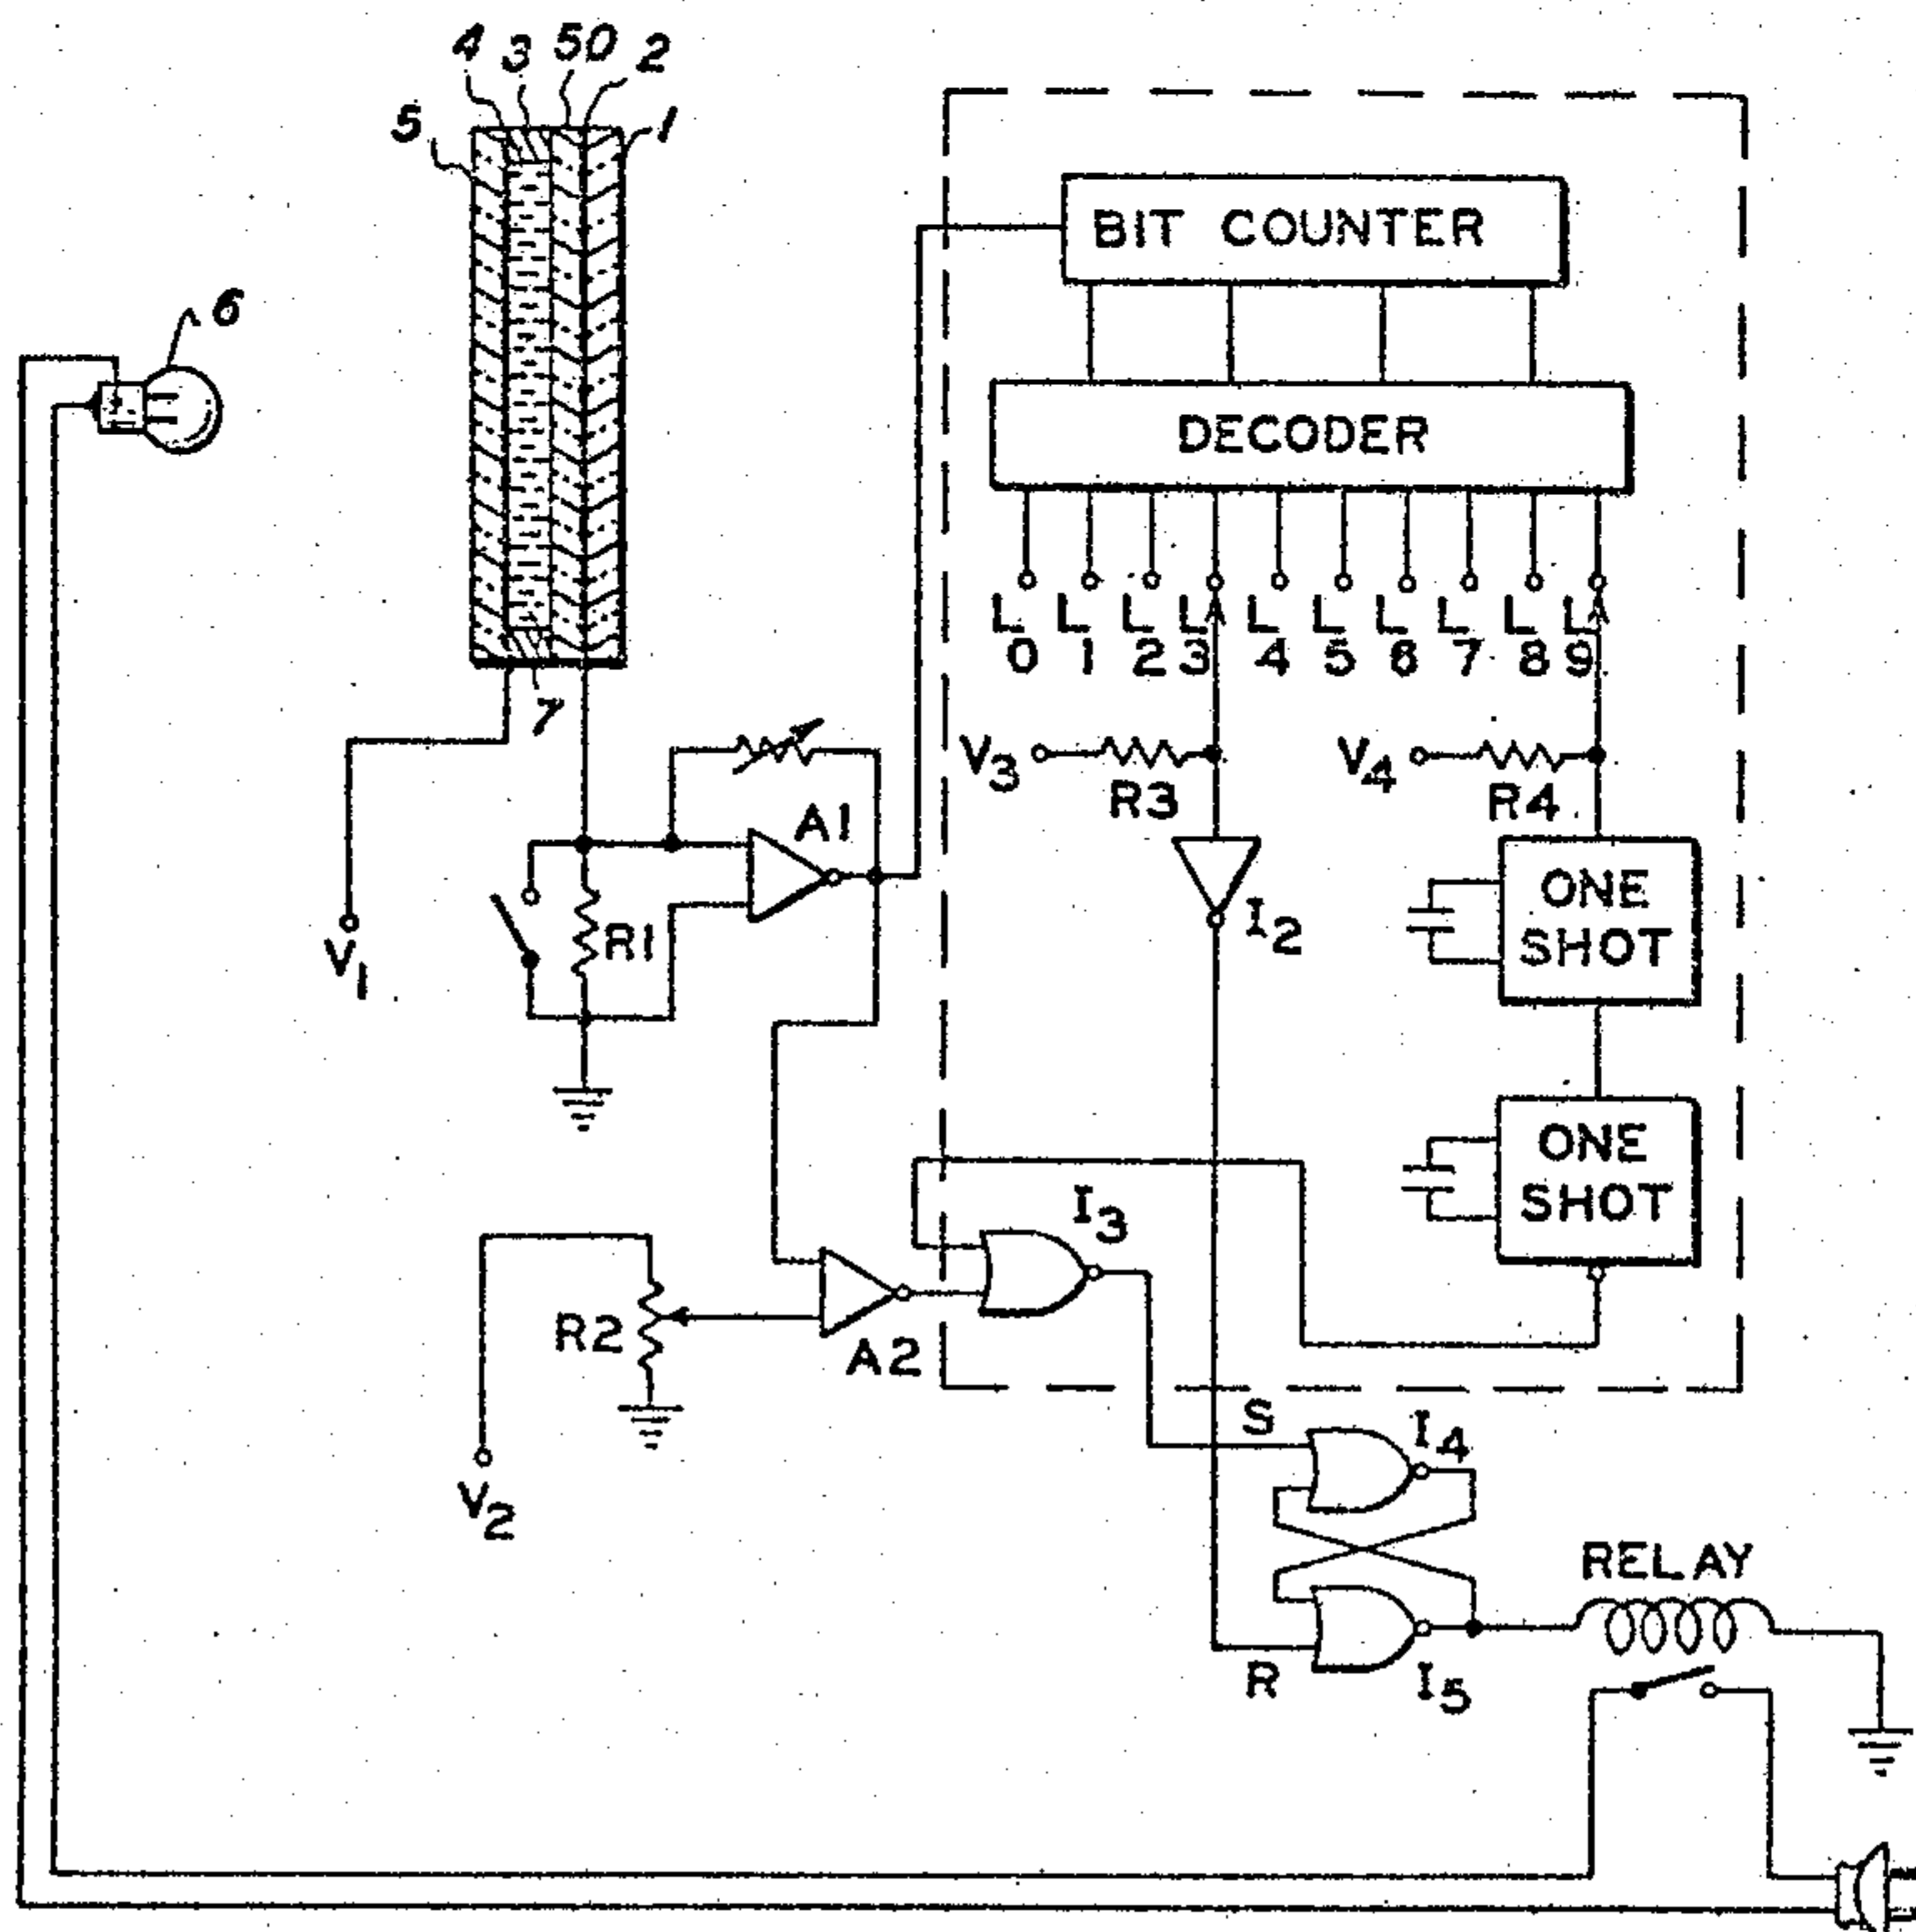 4 3 50 2
5 1
6
BIT COUNTER
DECODER
L L L L L L L L L L
0 1 2 3 4 5 6 7 8 9
7
V3 R3
V4 R4
A1
ONE
SHOT
I2
R1
V1
ONE
SHOT
I3
R2
A2
S
I4
V2
RELAY
R
I5